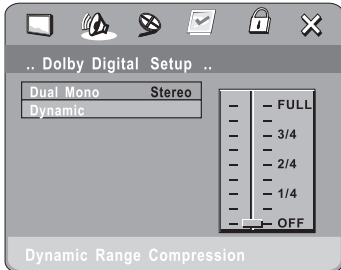 .. Dolby Digital Setup ..
Dual Mono Stereo
Dynamic
FULL
3/4
2/4
1/4
OFF
Dynamic Range Compression